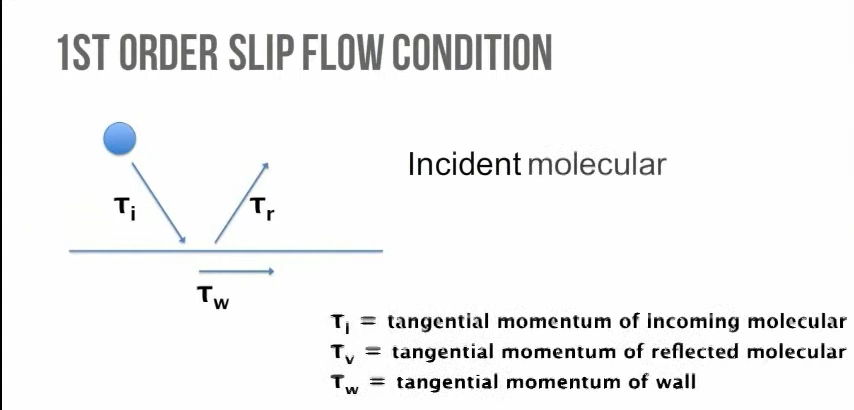 1ST ORDER SLIP FLOW CONDITION
Incident molecular
τi
τr
τw
τi = tangential momentum of incoming molecular
τv = tangential momentum of reflected molecular
τw = tangential momentum of wall